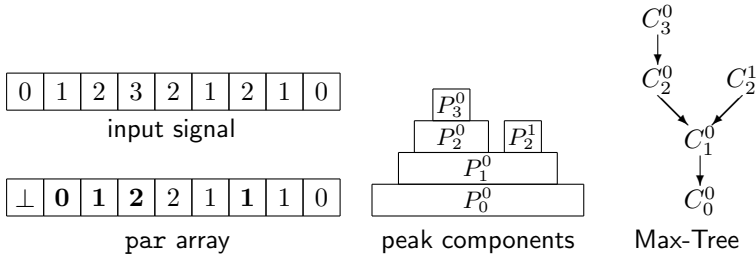 0 1 2 3 2 1 2 1 0
input signal
⊥ 0 1 2 2 1 1 1 0
par array
P_3^0
P_2^0 P_2^1
P_1^0
P_0^0
peak components
C_3^0
C_2^0 C_2^1
C_1^0
C_0^0
Max-Tree